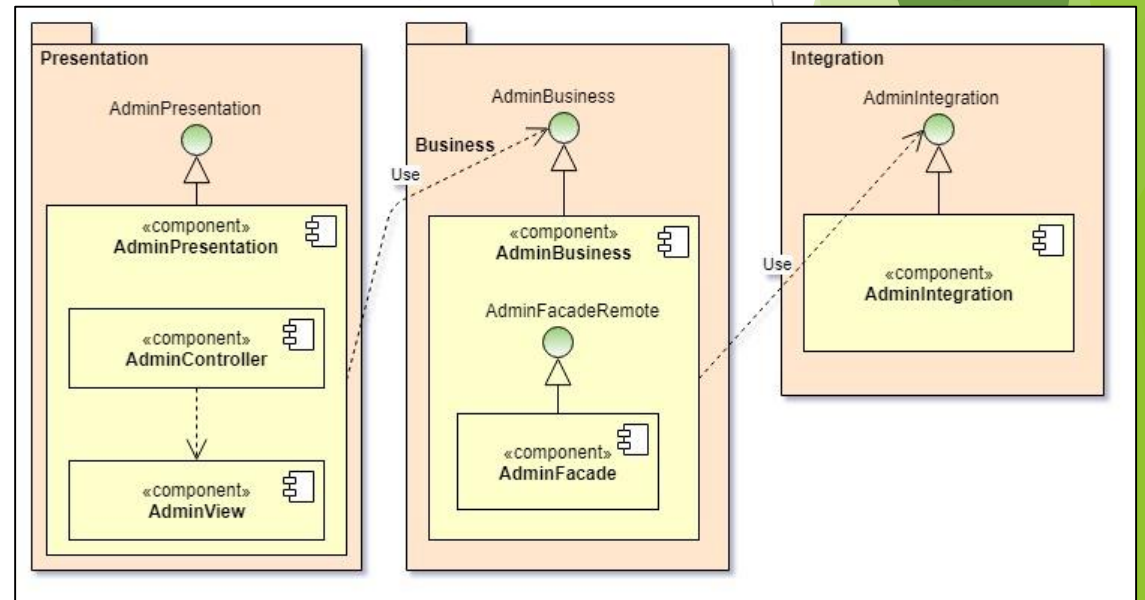 Presentation
AdminPresentation
«component»
AdminPresentation
«component»
AdminController
«component»
AdminView
Use
AdminBusiness
Business
«component»
AdminBusiness
AdminFacadeRemote
«component»
AdminFacade
Use
Integration
AdminIntegration
«component»
AdminIntegration